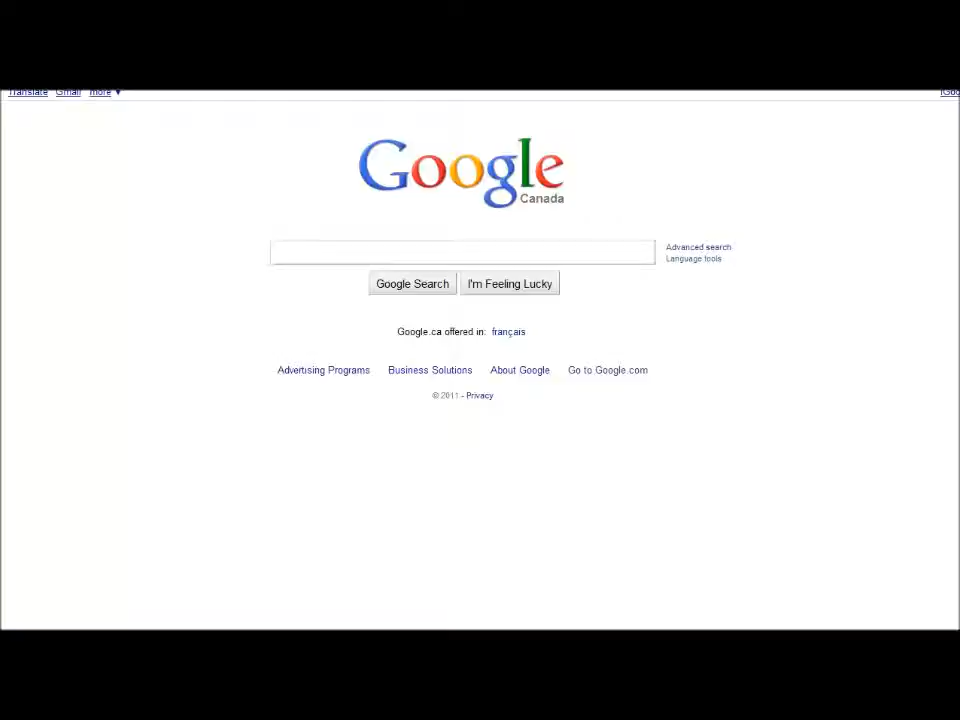 Translate Gmail more ▼
Google
Canada
Advanced search
Language tools
Google Search I'm Feeling Lucky
Google.ca offered in: français
Advertising Programs Business Solutions About Google Go to Google.com
© 2011 - Privacy